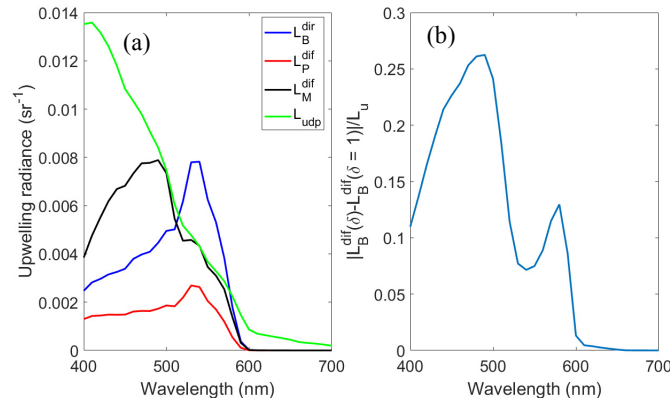 (a)
L_B^dir
L_P^dif
L_M^dif
L_udp
0.014
0.012
0.01
0.008
0.006
0.004
0.002
0
Upwelling radiance (sr^-1)
400 500 600 700
Wavelength (nm)
(b)
0.3
0.25
0.2
0.15
0.1
0.05
0
|L_B^dif(δ)-L_B^dif(δ = 1)|/L_u
400 500 600 700
Wavelength (nm)